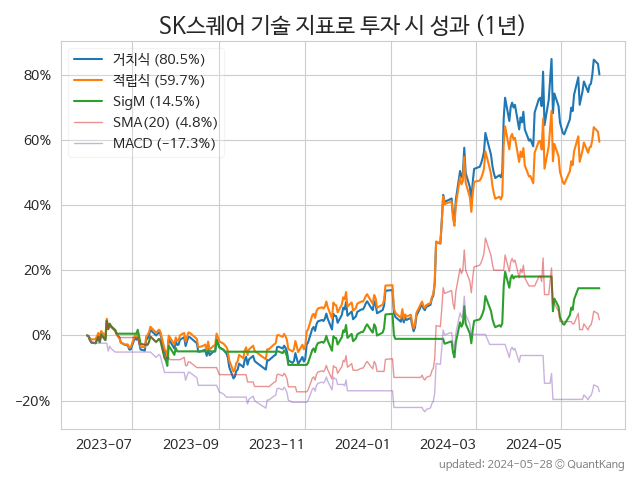 SK스퀘어 기술 지표로 투자 시 성과 (1년)
거치식 (80.5%)
적립식 (59.7%)
SigM (14.5%)
SMA(20) (4.8%)
MACD (−17.3%)
80%
60%
40%
20%
0%
−20%
2023−07 2023−09 2023−11 2024−01 2024−03 2024−05
updated: 2024-05-28 © QuantKang